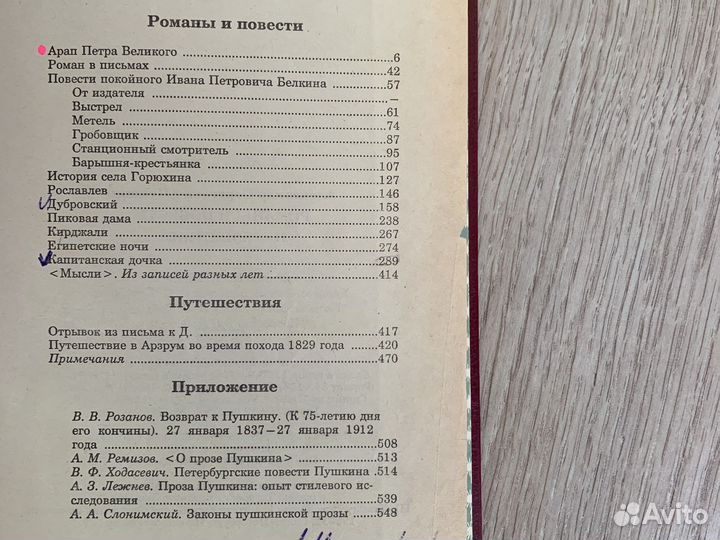 Романы и повести
Арап Петра Великого ........ 6
Роман в письмах ........ 42
Повести покойного Ивана Петровича Белкина ........ 57
От издателя ........ —
Выстрел ........ 61
Метель ........ 74
Гробовщик ........ 87
Станционный смотритель ........ 95
Барышня-крестьянка ........ 107
История села Горюхина ........ 127
Рославлев ........ 146
Дубровский ........ 158
Пиковая дама ........ 238
Кирджали ........ 267
Египетские ночи ........ 274
Капитанская дочка ........ 289
<Мысли>. Из записей разных лет ........ 414
Путешествия
Отрывок из письма к Д. ........ 417
Путешествие в Арзрум во время похода 1829 года ........ 420
Примечания ........ 470
Приложение
В. В. Розанов. Возврат к Пушкину. (К 75-летию дня
его кончины). 27 января 1837—27 января 1912
года ........ 508
А. М. Ремизов. <О прозе Пушкина> ........ 513
В. Ф. Ходасевич. Петербургские повести Пушкина . 514
А. З. Лежнев. Проза Пушкина: опыт стилевого ис-
следования ........ 539
А. А. Слонимский. Законы пушкинской прозы ........ 548
Avito